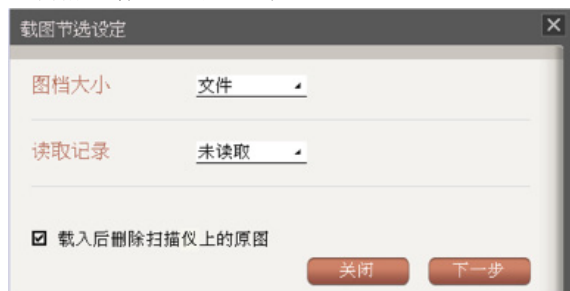 载图节选设定
图档大小 文件
读取记录 未读取
载入后删除扫描仪上的原图
关闭 下一步